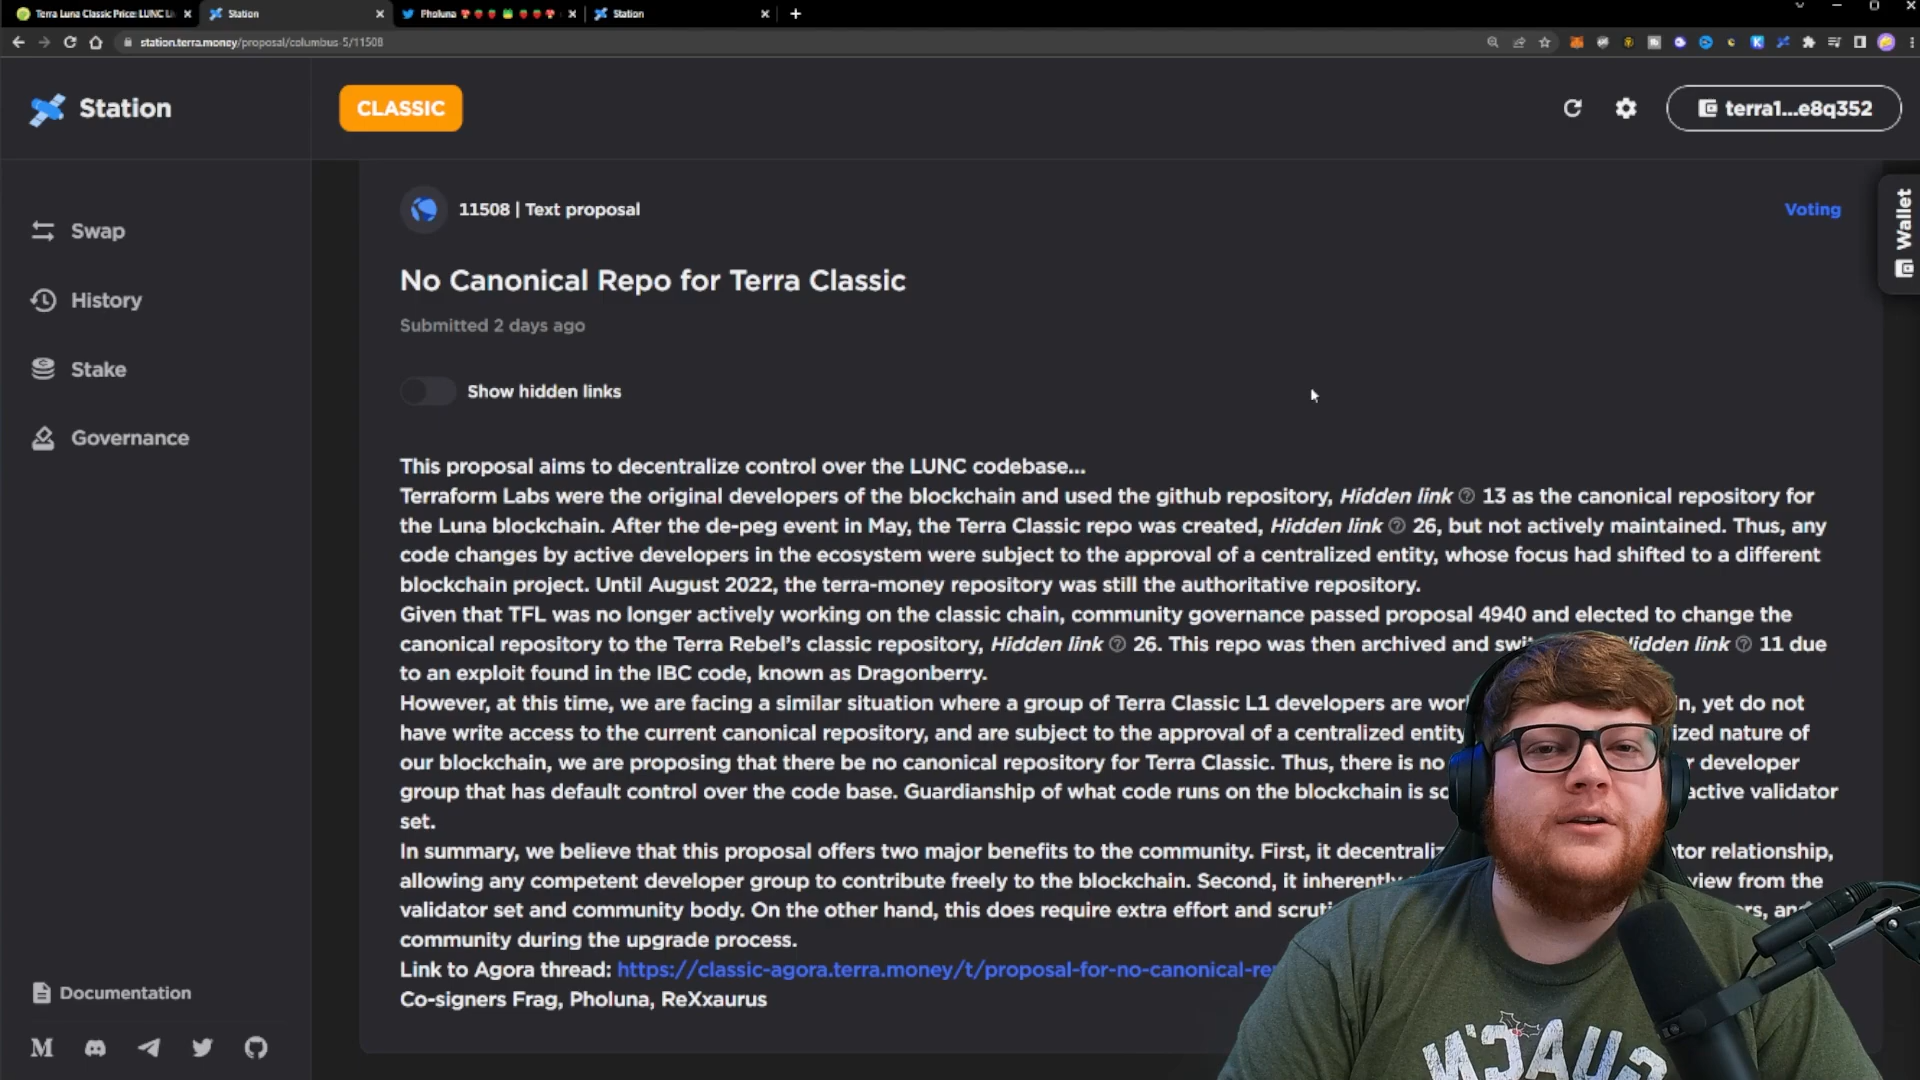 Terra Luna Classic Price: LUNC Li
Station
Pholuna
Station
station.terra.money/proposal/columbus-5/11508
Station
CLASSIC
terra1...e8q352
Swap
History
Stake
Governance
Wallet
11508 | Text proposal
Voting
No Canonical Repo for Terra Classic
Submitted 2 days ago
Show hidden links
This proposal aims to decentralize control over the LUNC codebase...
Terraform Labs were the original developers of the blockchain and used the github repository, Hidden link 13 as the canonical repository for
the Luna blockchain. After the de-peg event in May, the Terra Classic repo was created, Hidden link 26, but not actively maintained. Thus, any
code changes by active developers in the ecosystem were subject to the approval of a centralized entity, whose focus had shifted to a different
blockchain project. Until August 2022, the terra-money repository was still the authoritative repository.
Given that TFL was no longer actively working on the classic chain, community governance passed proposal 4940 and elected to change the
canonical repository to the Terra Rebel's classic repository, Hidden link 26. This repo was then archived and swi idden link 11 due
to an exploit found in the IBC code, known as Dragonberry.
However, at this time, we are facing a similar situation where a group of Terra Classic L1 developers are wor n, yet do not
have write access to the current canonical repository, and are subject to the approval of a centralized entity ized nature of
our blockchain, we are proposing that there be no canonical repository for Terra Classic. Thus, there is no r developer
group that has default control over the code base. Guardianship of what code runs on the blockchain is so active validator
set.
In summary, we believe that this proposal offers two major benefits to the community. First, it decentraliz tor relationship,
allowing any competent developer group to contribute freely to the blockchain. Second, it inherently view from the
validator set and community body. On the other hand, this does require extra effort and scruti rs, and
community during the upgrade process.
Link to Agora thread: https://classic-agora.terra.money/t/proposal-for-no-canonical-re
Co-signers Frag, Pholuna, ReXxaurus
Documentation